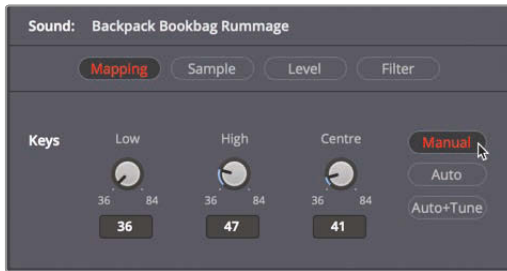 Sound: Backpack Bookbag Rummage
Mapping Sample Level Filter
Keys Low High Centre Manual
Auto
36 84 36 84 36 84
Auto+Tune
36 47 41